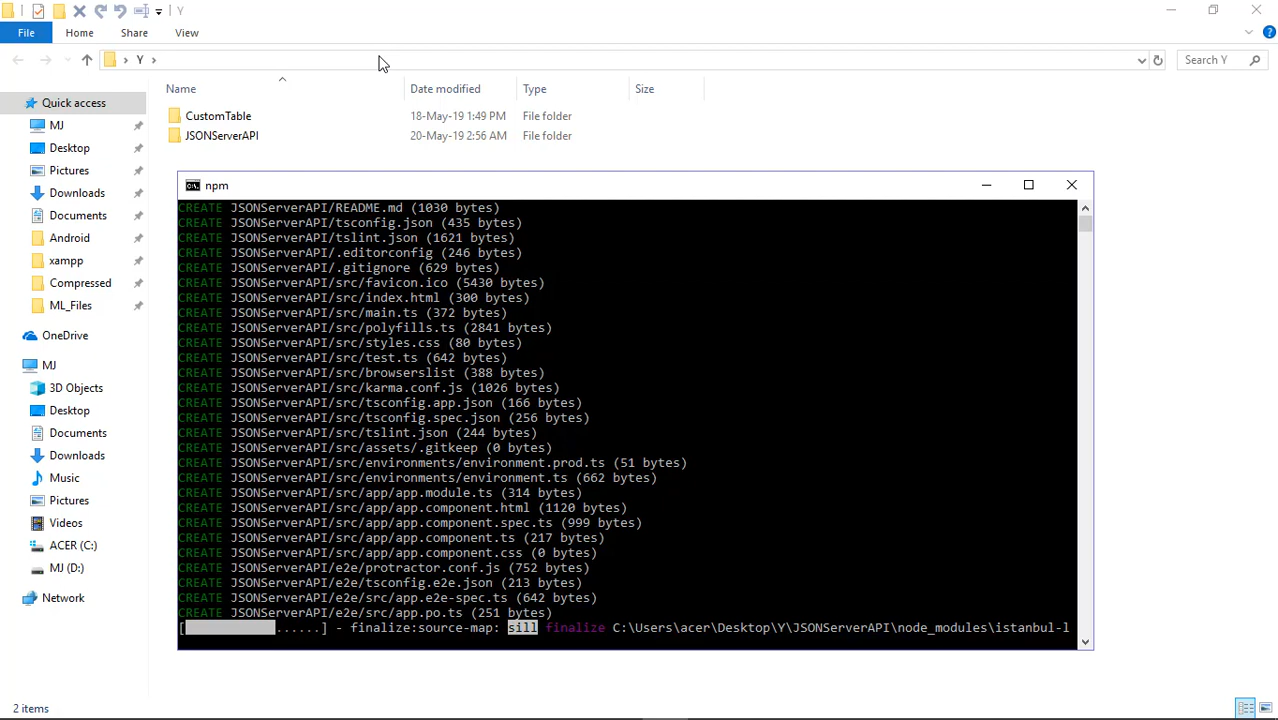 Y
File Home Share View
Y
Search Y
Name Date modified Type Size
Quick access
MJ
Desktop
Pictures
Downloads
Documents
Android
xampp
Compressed
ML_Files
OneDrive
MJ
3D Objects
Desktop
Documents
Downloads
Music
Pictures
Videos
ACER (C:)
MJ (D:)
Network
CustomTable 18-May-19 1:49 PM File folder
JSONServerAPI 20-May-19 2:56 AM File folder
C:\. npm
CREATE JSONServerAPI/README.md (1030 bytes)
CREATE JSONServerAPI/tsconfig.json (435 bytes)
CREATE JSONServerAPI/tslint.json (1621 bytes)
CREATE JSONServerAPI/.editorconfig (246 bytes)
CREATE JSONServerAPI/.gitignore (629 bytes)
CREATE JSONServerAPI/src/favicon.ico (5430 bytes)
CREATE JSONServerAPI/src/index.html (300 bytes)
CREATE JSONServerAPI/src/main.ts (372 bytes)
CREATE JSONServerAPI/src/polyfills.ts (2841 bytes)
CREATE JSONServerAPI/src/styles.css (80 bytes)
CREATE JSONServerAPI/src/test.ts (642 bytes)
CREATE JSONServerAPI/src/browserslist (388 bytes)
CREATE JSONServerAPI/src/karma.conf.js (1026 bytes)
CREATE JSONServerAPI/src/tsconfig.app.json (166 bytes)
CREATE JSONServerAPI/src/tsconfig.spec.json (256 bytes)
CREATE JSONServerAPI/src/tslint.json (244 bytes)
CREATE JSONServerAPI/src/assets/.gitkeep (0 bytes)
CREATE JSONServerAPI/src/environments/environment.prod.ts (51 bytes)
CREATE JSONServerAPI/src/environments/environment.ts (662 bytes)
CREATE JSONServerAPI/src/app/app.module.ts (314 bytes)
CREATE JSONServerAPI/src/app/app.component.html (1120 bytes)
CREATE JSONServerAPI/src/app/app.component.spec.ts (999 bytes)
CREATE JSONServerAPI/src/app/app.component.ts (217 bytes)
CREATE JSONServerAPI/src/app/app.component.css (0 bytes)
CREATE JSONServerAPI/e2e/protractor.conf.js (752 bytes)
CREATE JSONServerAPI/e2e/tsconfig.e2e.json (213 bytes)
CREATE JSONServerAPI/e2e/src/app.e2e-spec.ts (642 bytes)
CREATE JSONServerAPI/e2e/src/app.po.ts (251 bytes)
[ ......] - finalize:source-map: sill finalize C:\Users\acer\Desktop\Y\JSONServerAPI\node_modules\istanbul-l
2 items